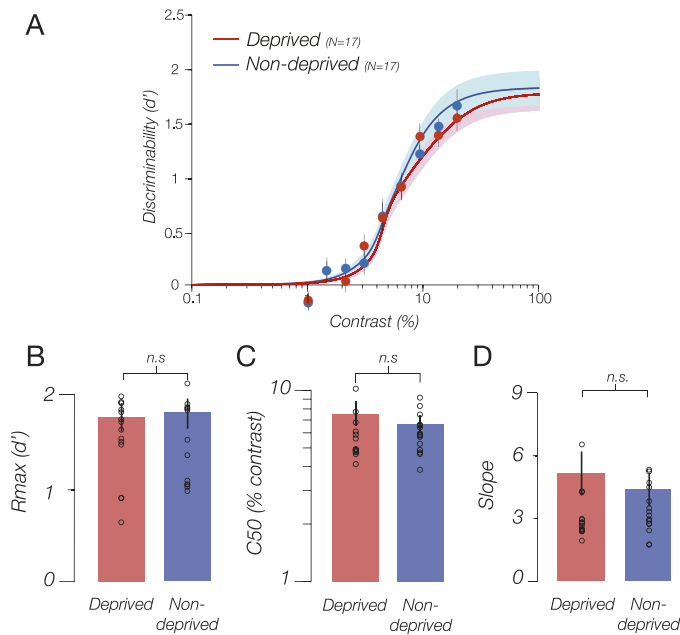 A
Deprived (N=17)
Non-deprived (N=17)
Discriminability (d')
2
1.5
1
0.5
0
0.1
1
10
100
Contrast (%)
B
n.s
2
1
0
Rmax (d')
Deprived
Non-
deprived
C
n.s
10
1
C50 (% contrast)
Deprived
Non-
deprived
D
n.s.
9
6
3
0
Slope
Deprived
Non-
deprived